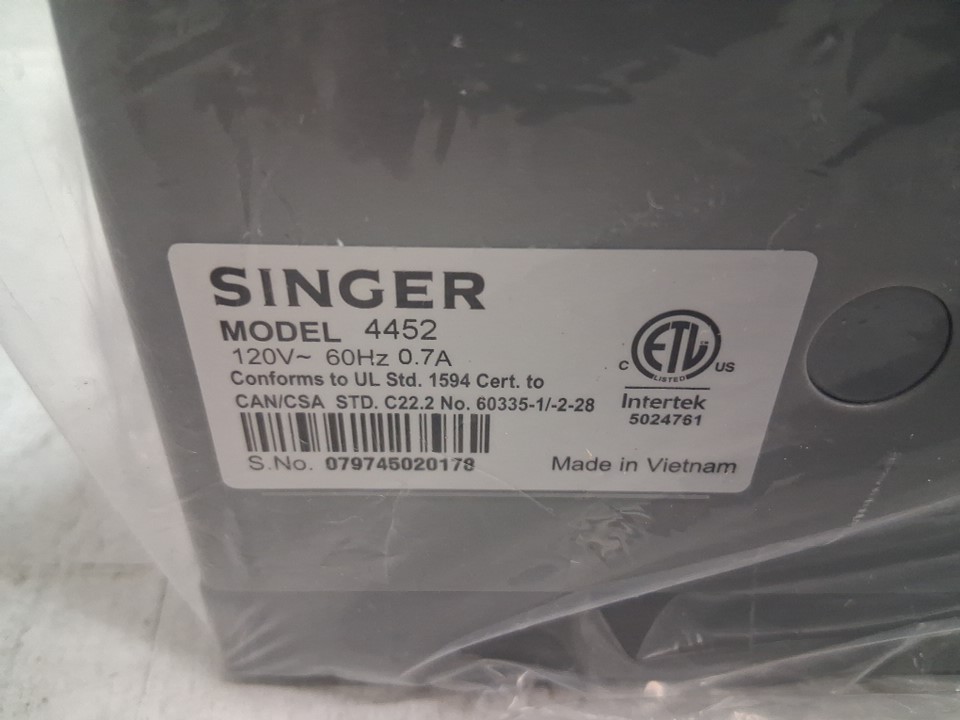 SINGER
MODEL 4452
120V~ 60Hz 0.7A
Conforms to UL Std. 1594 Cert. to
CAN/CSA STD. C22.2 No. 60335-1/-2-28
S.No. 079745020178
C ETL US
LISTED
Intertek
5024761
Made in Vietnam